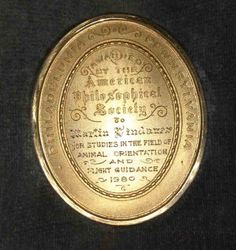 PHILADELPHIA PENNSYLVANIA
AWARDED
BY THE
American
Philosophical
Society
to
Martin Lindauer
FOR STUDIES IN THE FIELD OF
ANIMAL ORIENTATION
AND
FLIGHT GUIDANCE
1980